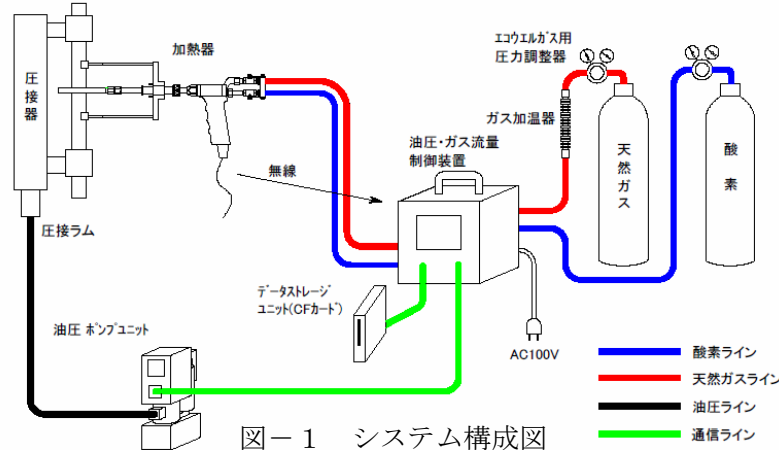 加熱器
ｴｺｳｴﾙｶﾞｽ用
圧力調整器
圧接器
ガス加温器
油圧・ガス流量
制御装置
天然ガス
酸素
無線
圧接ラム
ﾃﾞｰﾀｽﾄﾚｰｼﾞ
ﾕﾆｯﾄ(CFｶｰﾄﾞ)
油圧 ﾎﾟﾝﾌﾟﾕﾆｯﾄ
AC100V
酸素ライン
天然ガスライン
油圧ライン
通信ライン
図－１　システム構成図